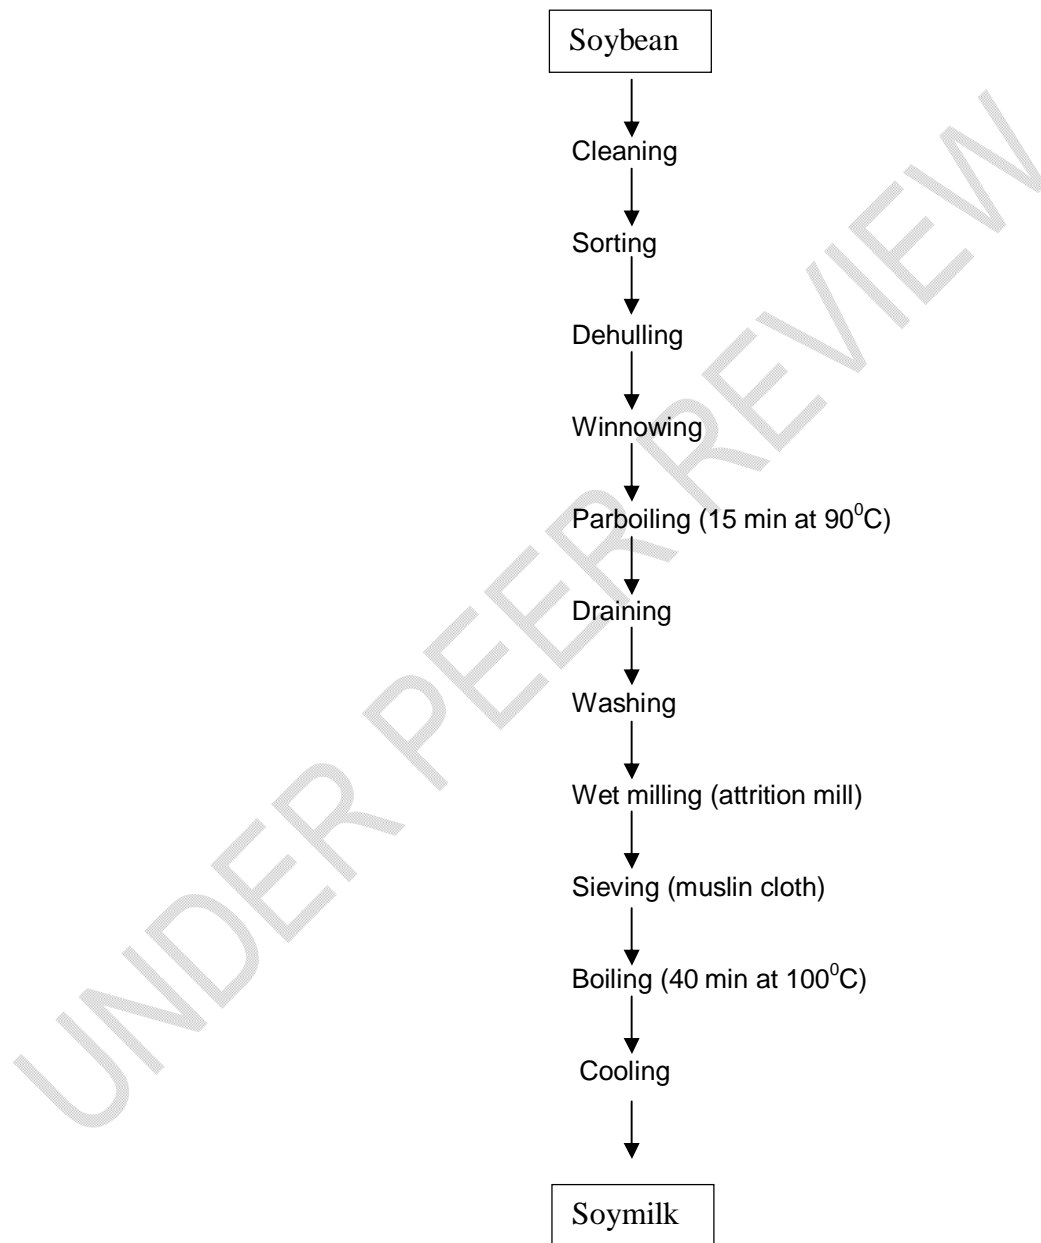 Soybean
Cleaning
Sorting
Dehulling
Winnowing
Parboiling (15 min at 90⁰C)
Draining
Washing
Wet milling (attrition mill)
Sieving (muslin cloth)
Boiling (40 min at 100⁰C)
Cooling
Soymilk
UNDER PEER REVIEW